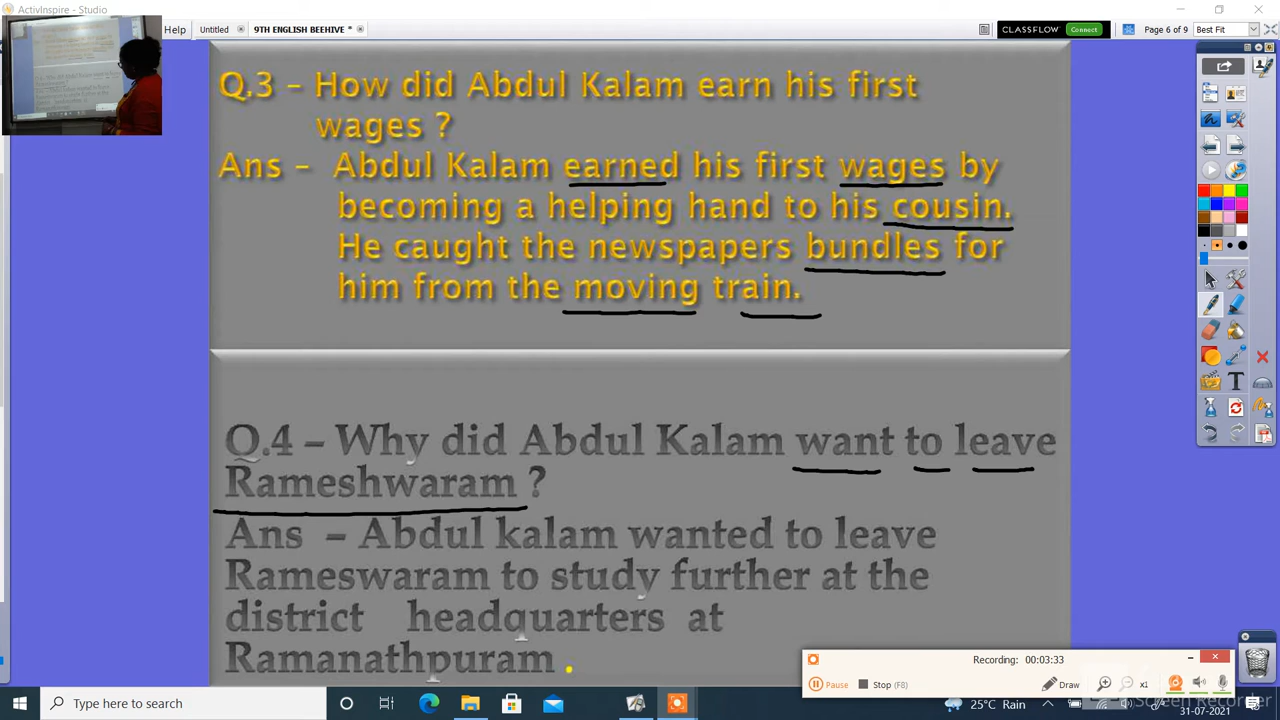 ActivInspire - Studio
Help
Untitled
9TH ENGLISH BEEHIVE *
CLASSFLOW
Connect
Page 6 of 9
Best Fit
Q.3 – How did Abdul Kalam earn his first
wages ?
Ans – Abdul Kalam earned his first wages by
becoming a helping hand to his cousin.
He caught the newspapers bundles for
him from the moving train.
Q.4 – Why did Abdul Kalam want to leave
Rameshwaram ?
Ans – Abdul kalam wanted to leave
Rameswaram to study further at the
district headquarters at
Ramanathpuram .
Recording: 00:03:33
Pause
Stop (F8)
Draw
x1
Type here to search
25°C Rain
31-07-2021